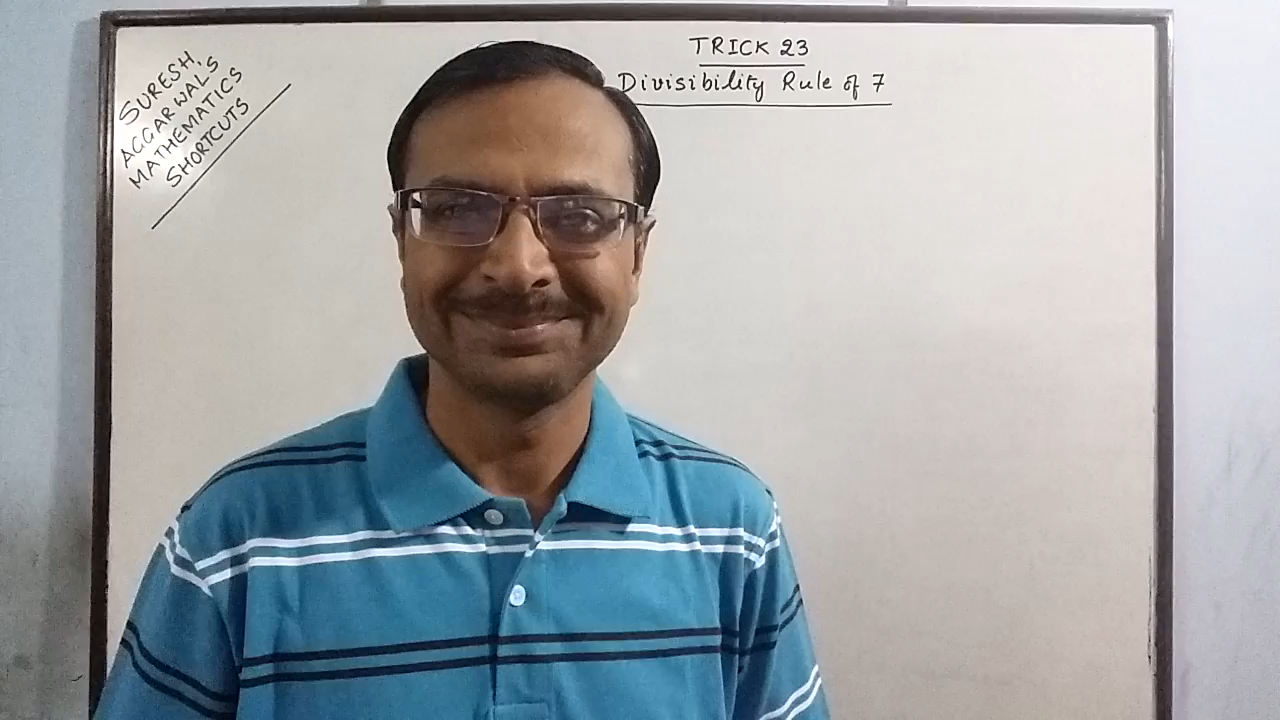 SURESH.
AGGARWAL'S
MATHEMATICS
SHORTCUTS
TRICK 23
Divisibility Rule of 7